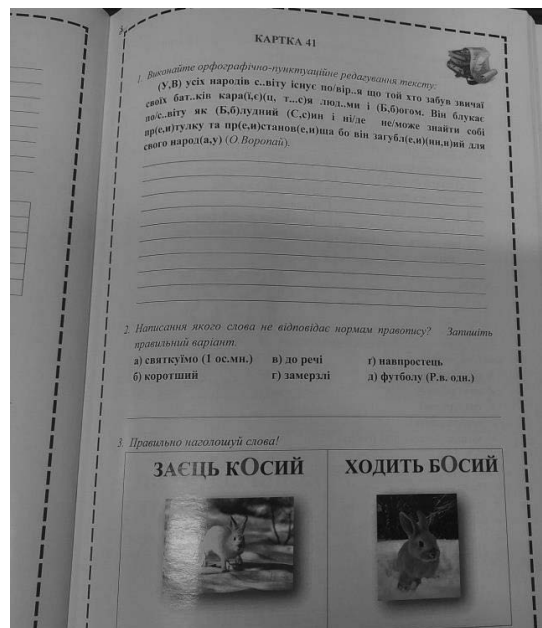 КАРТКА 41
1. Виконайте орфографічно-пунктуаційне редагування тексту:
(У,В) усіх народів с..віту існує по/вір..я що той хто забув звичаї
своїх бат..ків кара(ї,є)(ц, т...с)я люд..ми і (Б,б)огом. Він блукає
по/с..віту як (Б,б)лудний (С,с)ин і ні/де не/може знайти собі
пр(е,и)тулку та пр(е,и)станов(е,и)ща бо він загубл(е,и)(нн,н)ий для
свого народ(а,у) (О.Воропай).
2. Написання якого слова не відповідає нормам правопису? Запишіть
правильний варіант.
а) святкуїмо (1 ос.мн.) в) до речі ґ) навпростець
б) коротший г) замерзлі д) футболу (Р.в. одн.)
3. Правильно наголошуй слова!
ЗАЄЦЬ КОСИЙ ХОДИТЬ БОСИЙ